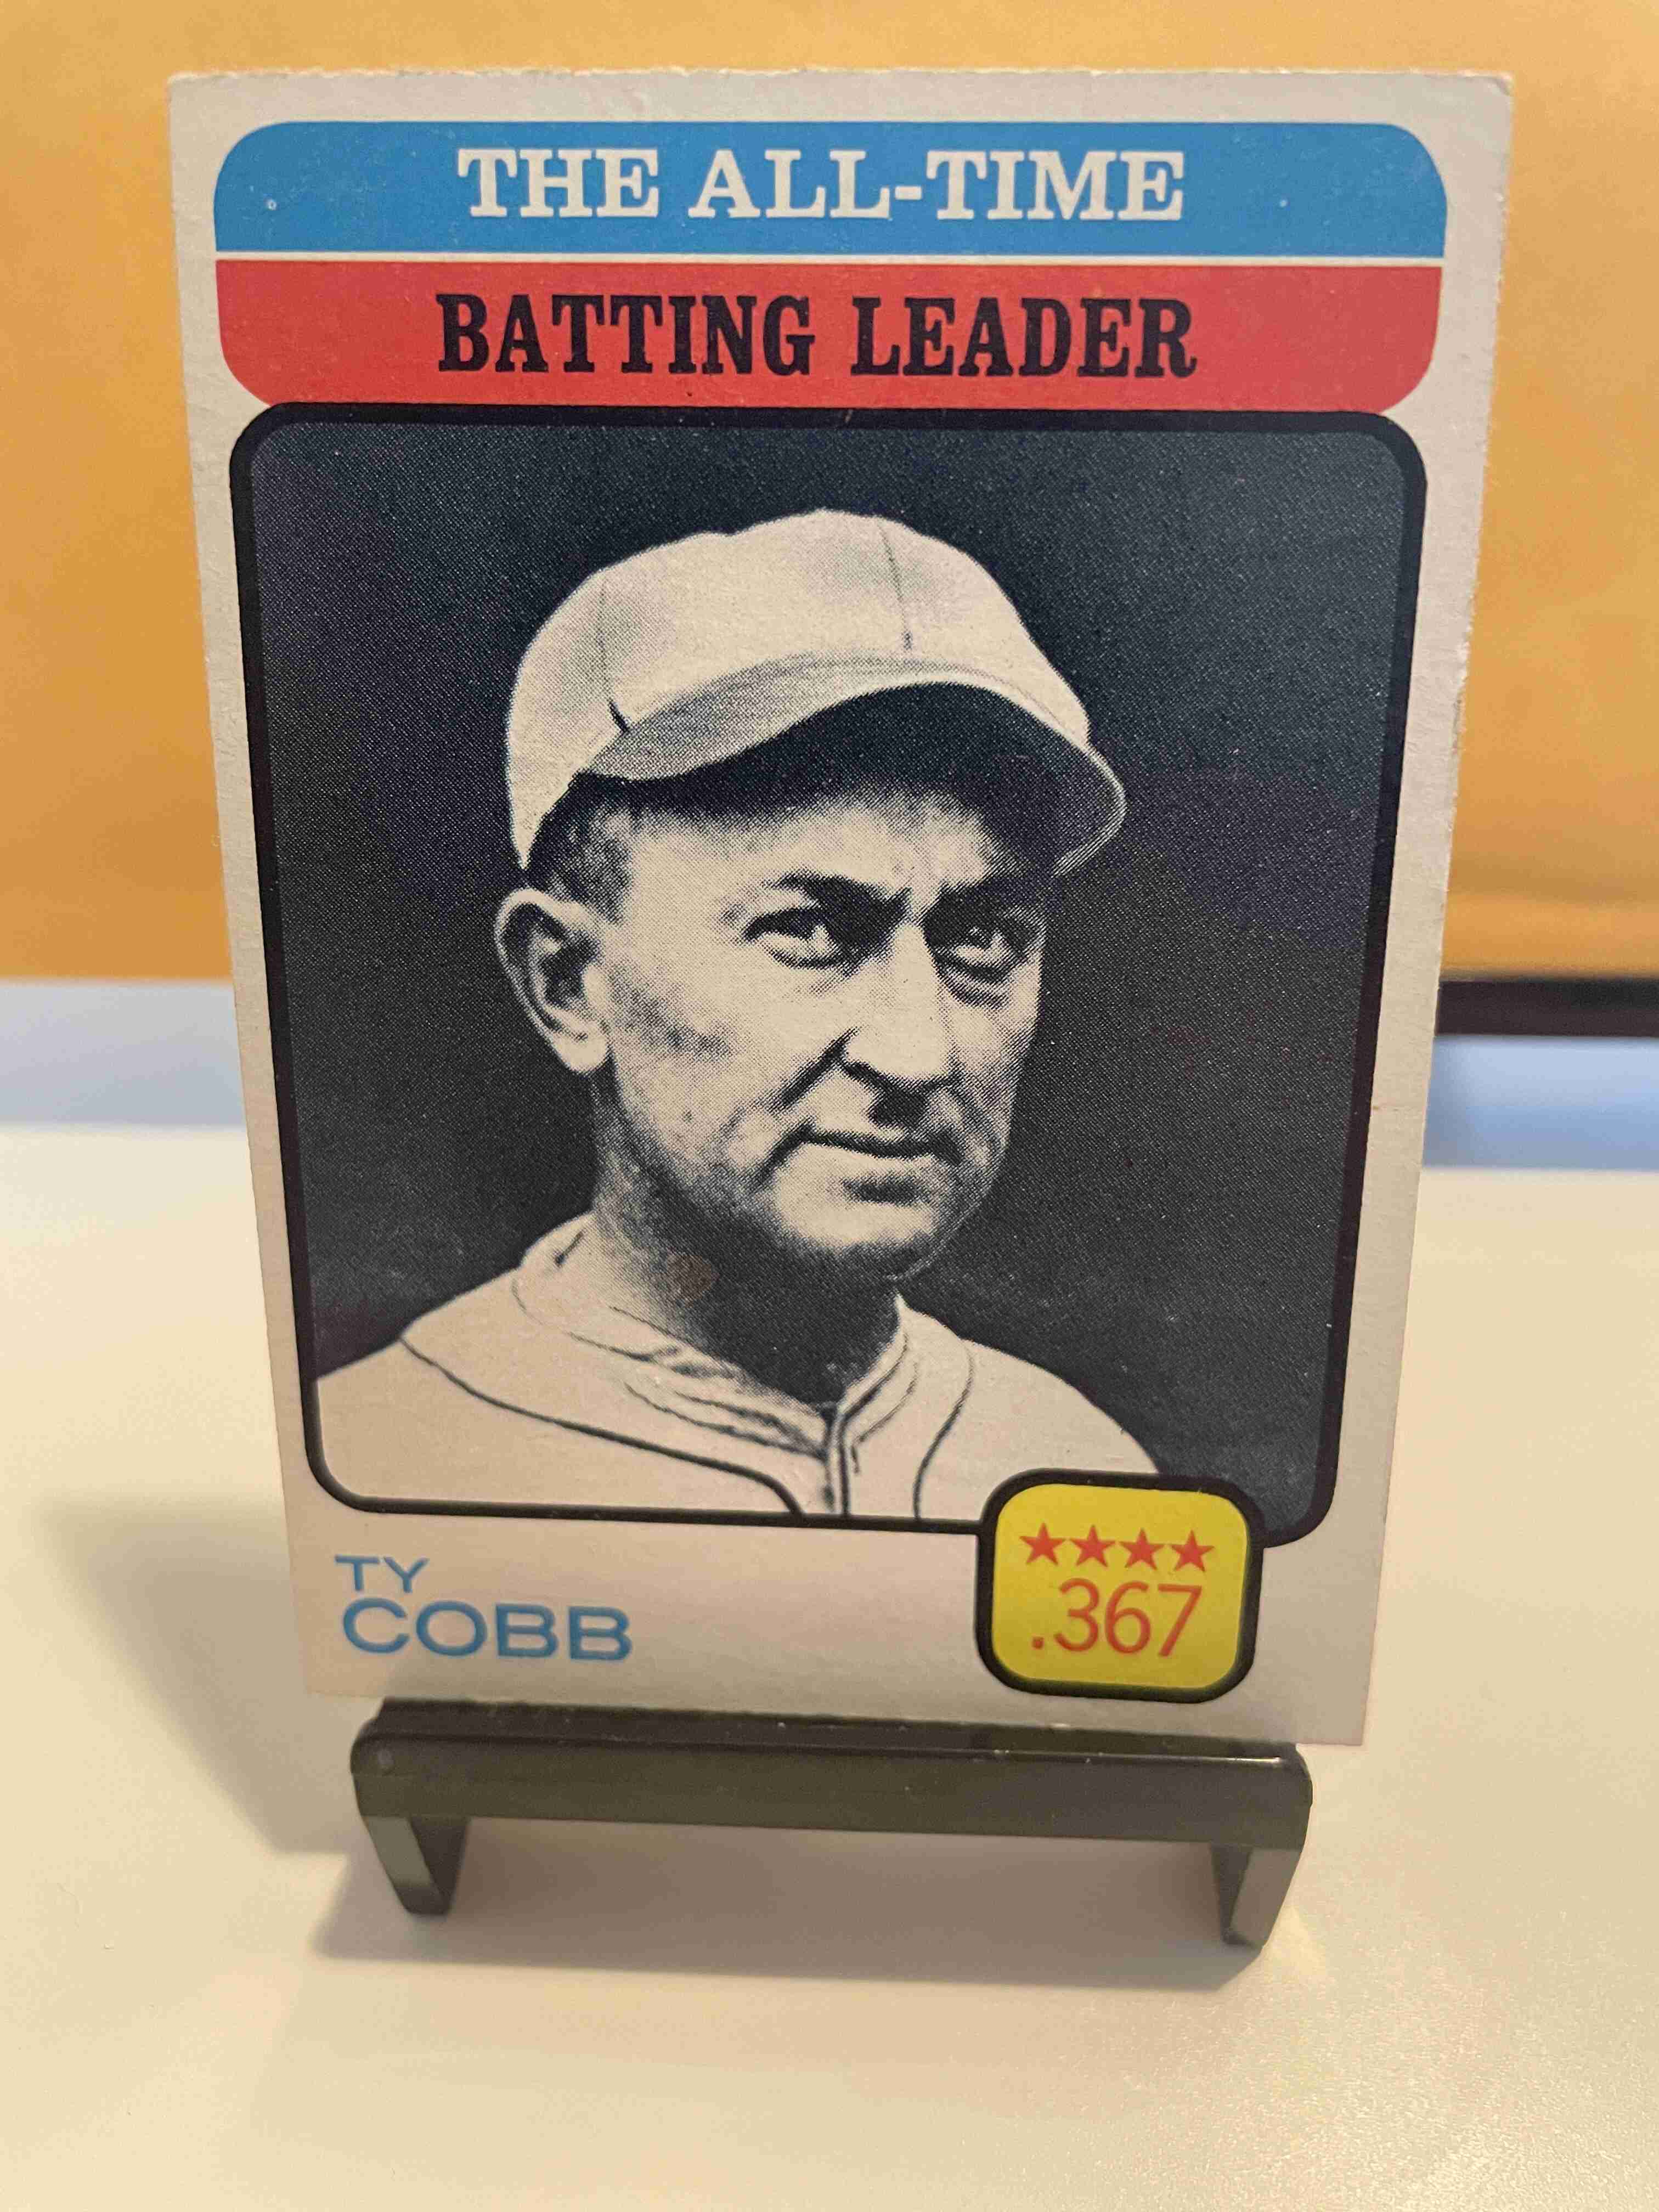 THE ALL-TIME
BATTING LEADER
TY
COBB
.367